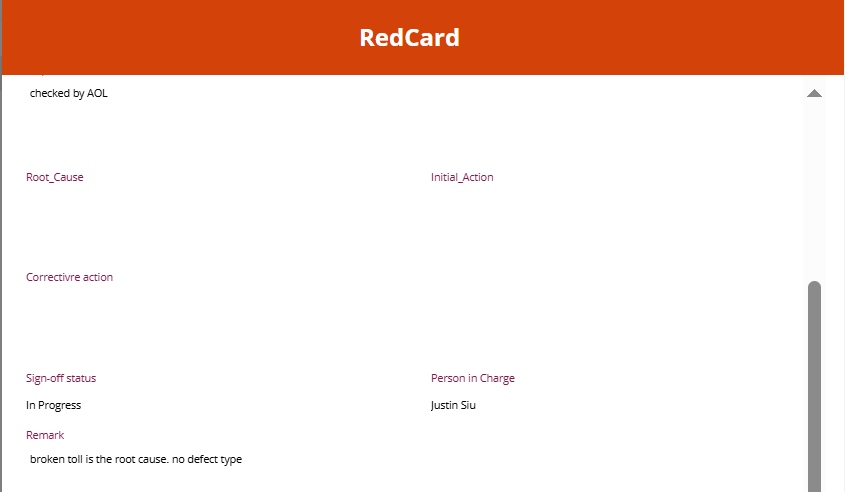 RedCard
checked by AOL
Root_Cause
Initial_Action
Correctivre action
Sign-off status
Person in Charge
In Progress
Justin Siu
Remark
broken toll is the root cause. no defect type